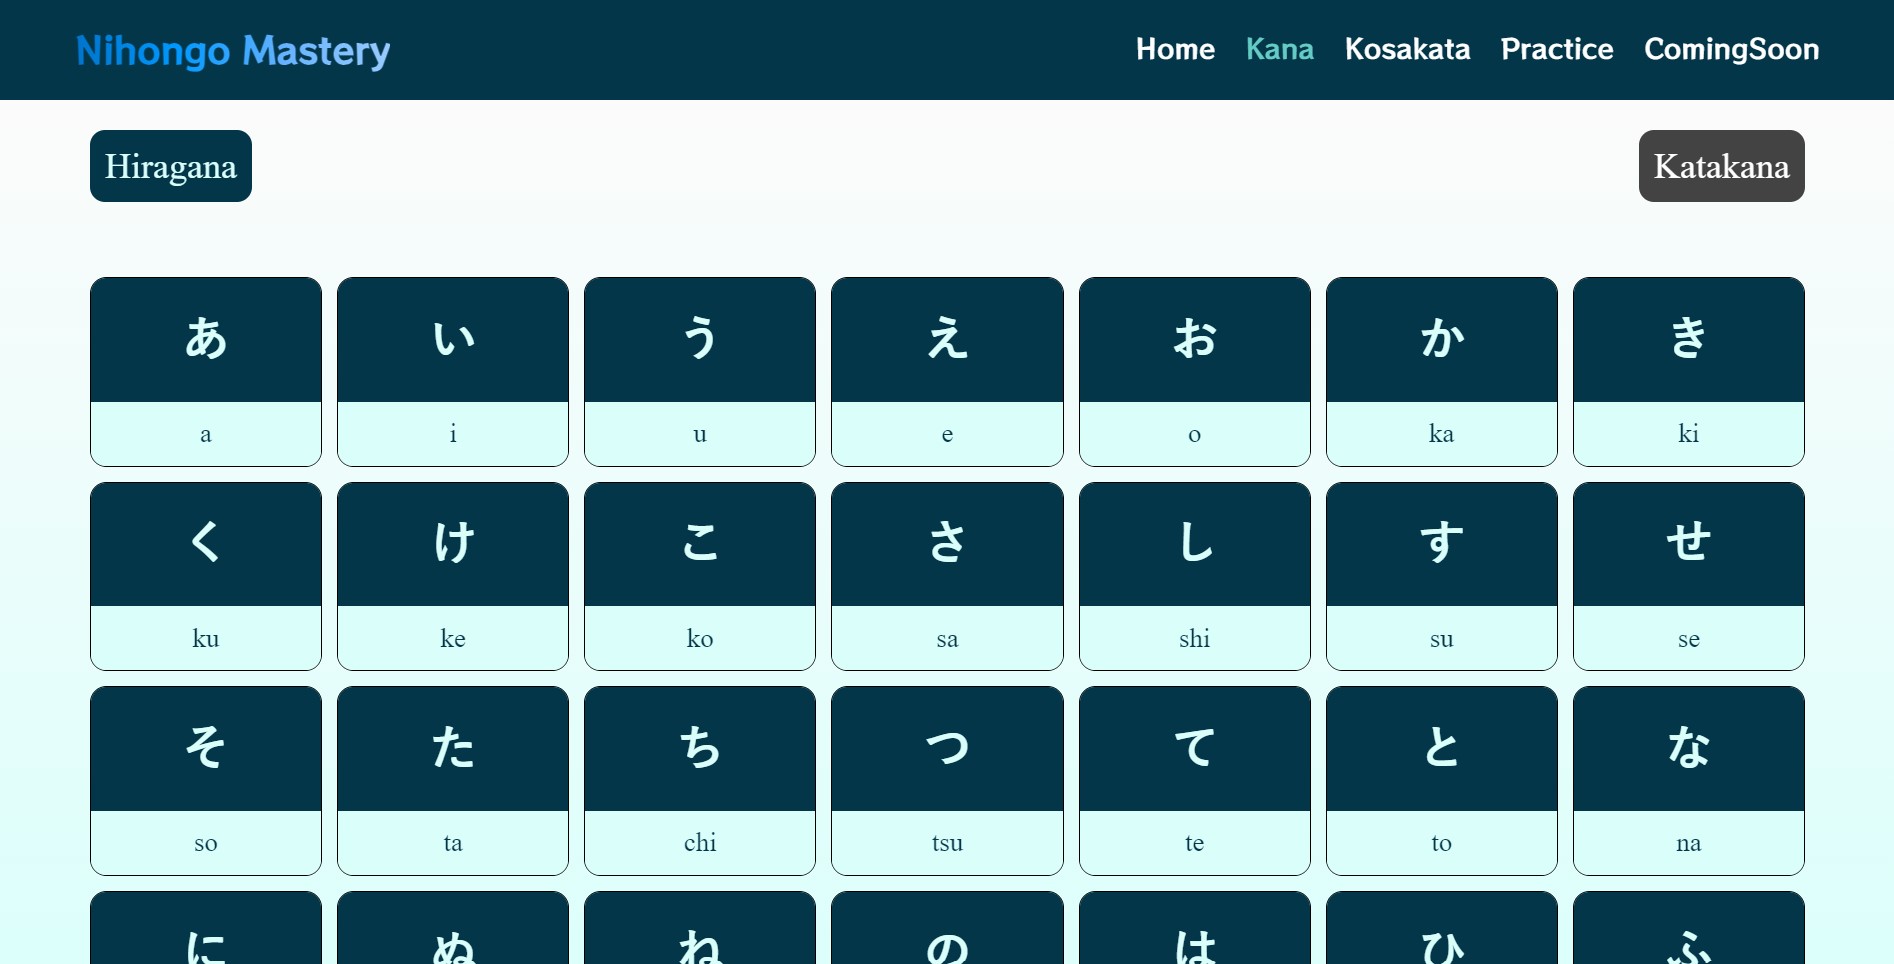 Nihongo Mastery Home Kana Kosakata Practice ComingSoon
Hiragana Katakana
あ い う え お か き
a i u e o ka ki
く け こ さ し す せ
ku ke ko sa shi su se
そ た ち つ て と な
so ta chi tsu te to na
に ぬ ね の は ひ ふ